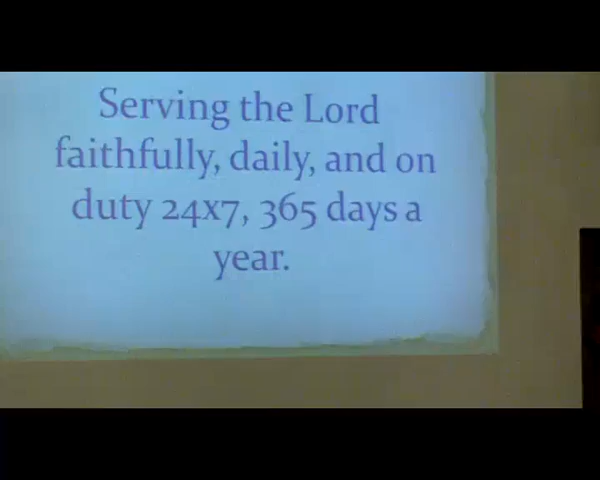 Serving the Lord
faithfully, daily, and on
duty 24x7, 365 days a
year.